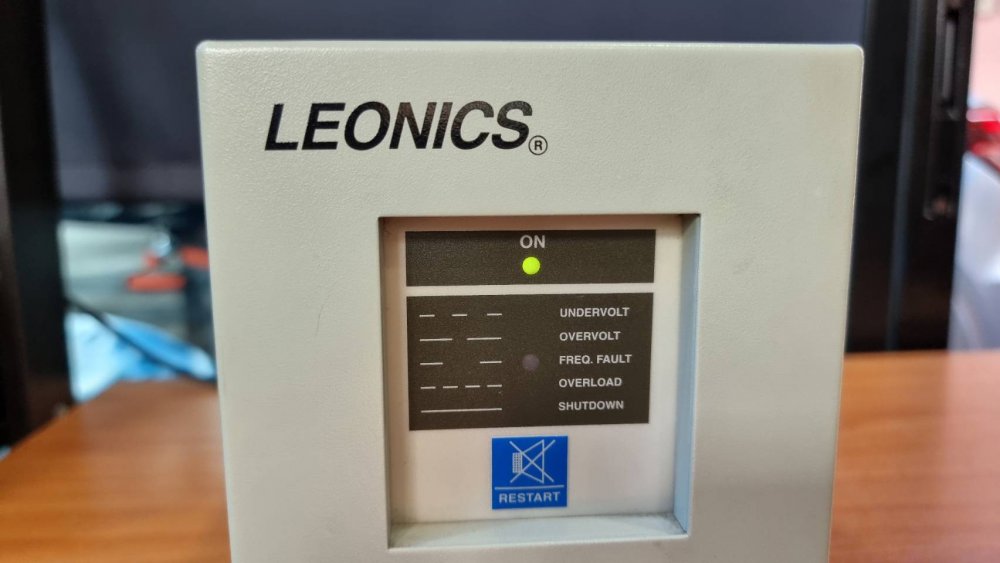 LEONICS®
ON
UNDERVOLT
OVERVOLT
FREQ. FAULT
OVERLOAD
SHUTDOWN
RESTART